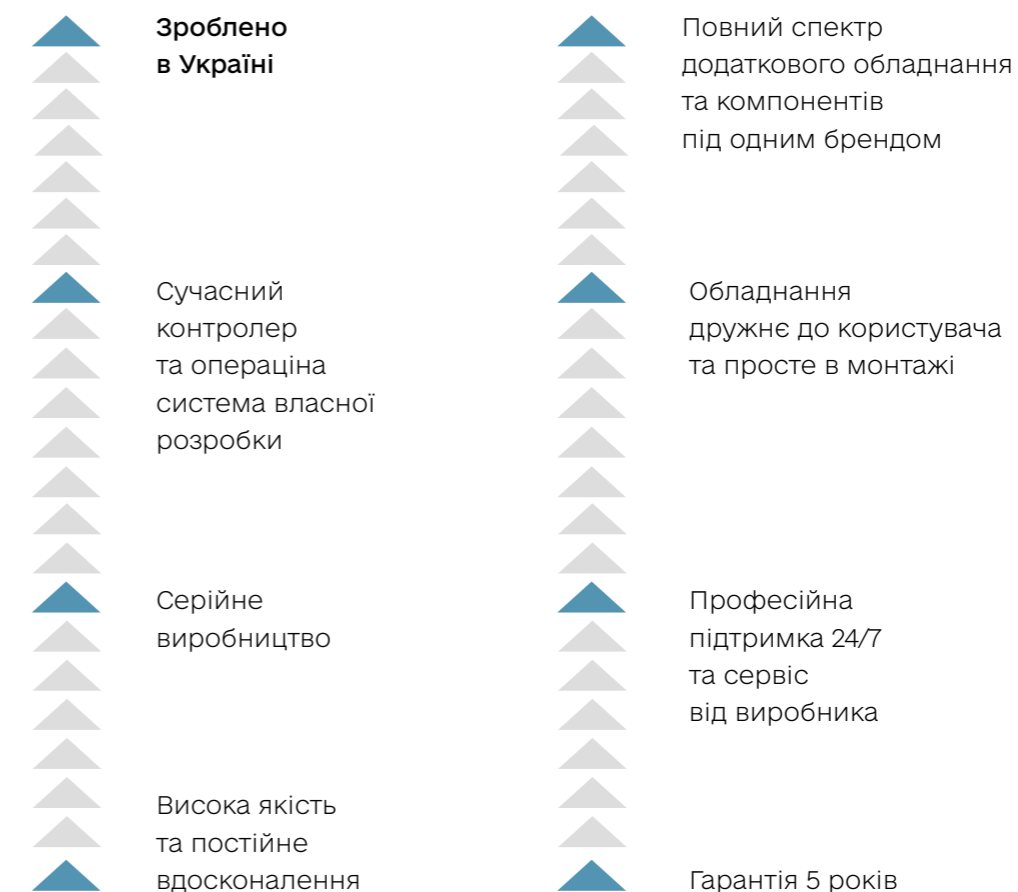 Зроблено
в Україні
Сучасний
контролер
та операціна
система власної
розробки
Серійне
виробництво
Висока якість
та постійне
вдосконалення
Повний спектр
додаткового обладнання
та компонентів
під одним брендом
Обладнання
дружнє до користувача
та просте в монтажі
Професійна
підтримка 24/7
та сервіс
від виробника
Гарантія 5 років